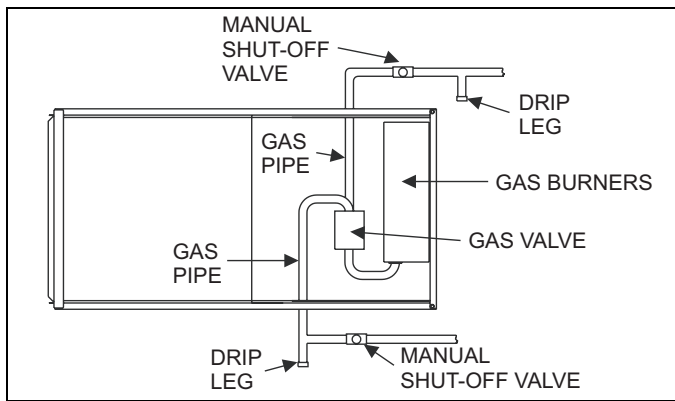 MANUAL
SHUT-OFF
VALVE
DRIP
LEG
GAS
PIPE
GAS BURNERS
GAS VALVE
GAS
PIPE
DRIP
LEG
MANUAL
SHUT-OFF VALVE